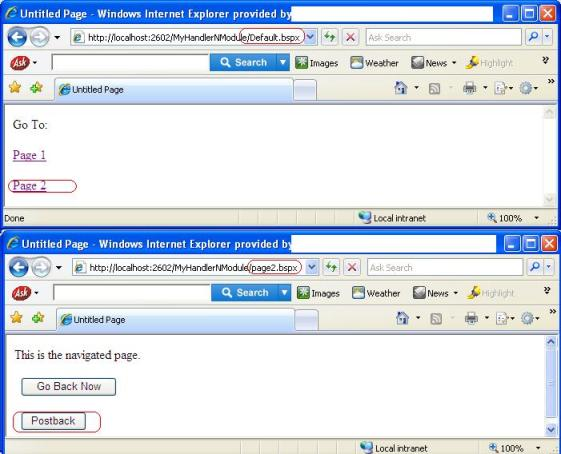 Untitled Page - Windows Internet Explorer provided by
http://localhost:2602/MyHandlerNModule/Default.bspx
Ask Search
Ask
Search
Images
Weather
News
Highlight
Untitled Page
Go To:
Page 1
Page 2
Done
Local intranet
100%
Untitled Page - Windows Internet Explorer provided by
http://localhost:2602/MyHandlerNModule/page2.bspx
Ask Search
Ask
Search
Images
Weather
News
Highlight
Untitled Page
This is the navigated page.
Go Back Now
Postback
Local intranet
100%